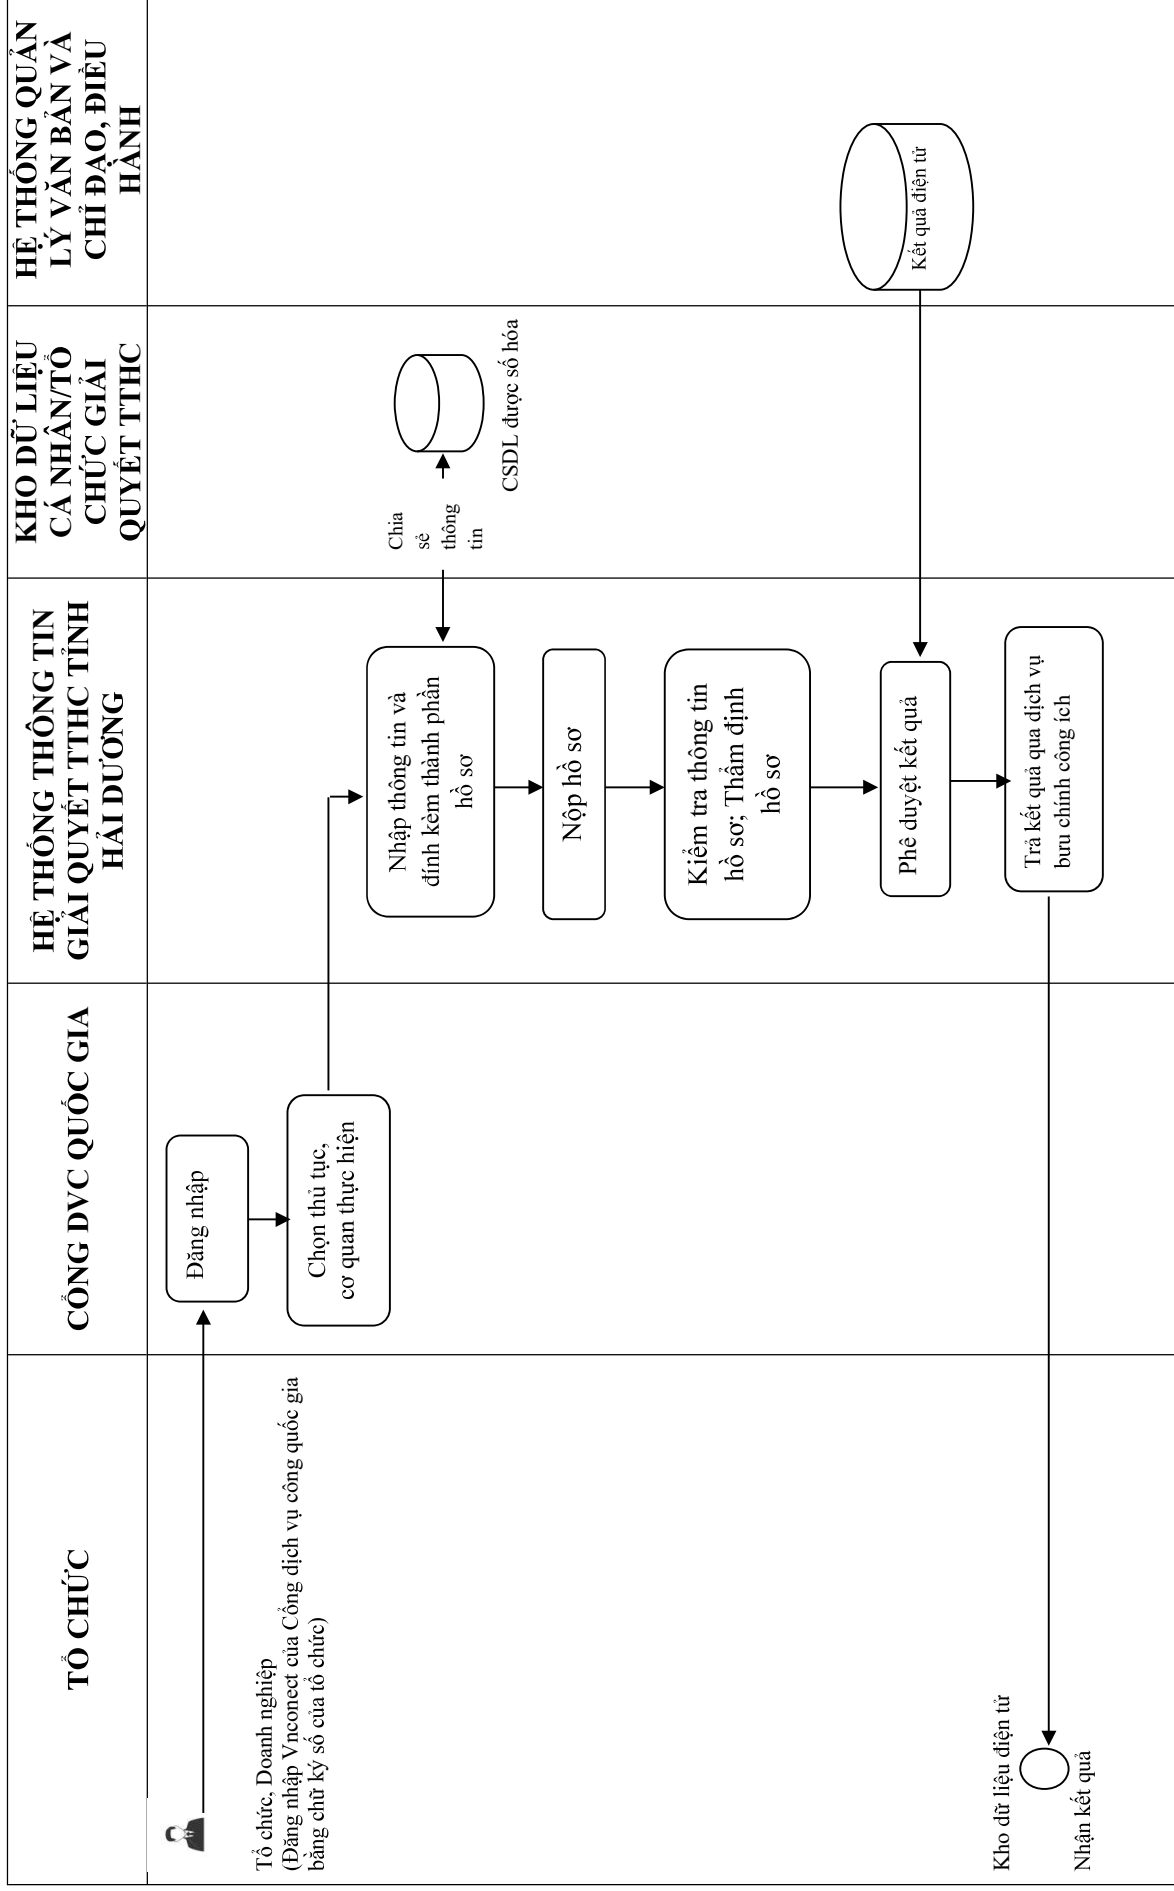 TỔ CHỨC
CỔNG DVC QUỐC GIA
HỆ THỐNG THÔNG TIN
GIẢI QUYẾT TTHC TỈNH
HẢI DƯƠNG
KHO DỮ LIỆU
CÁ NHÂN/TỔ
CHỨC GIẢI
QUYẾT TTHC
HỆ THỐNG QUẢN
LÝ VĂN BẢN VÀ
CHỈ ĐẠO, ĐIỀU
HÀNH
Tổ chức, Doanh nghiệp
(Đăng nhập Vnconect của Cổng dịch vụ công quốc gia
bằng chữ ký số của tổ chức)
Đăng nhập
Chọn thủ tục,
cơ quan thực hiện
Nhập thông tin và
đính kèm thành phần
hồ sơ
Chia
sẻ
thông
tin
CSDL được số hóa
Nộp hồ sơ
Kiểm tra thông tin
hồ sơ; Thẩm định
hồ sơ
Phê duyệt kết quả
Kết quả điện tử
Trả kết quả qua dịch vụ
bưu chính công ích
Kho dữ liệu điện tử
Nhận kết quả